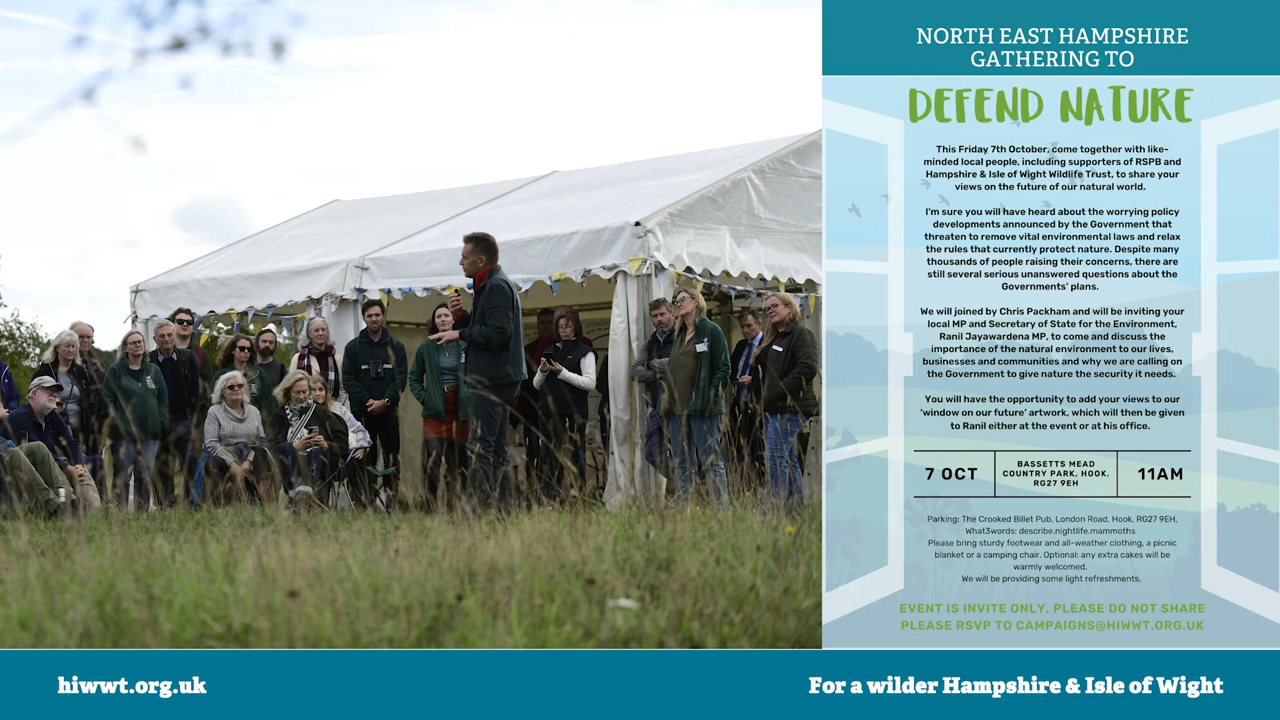 NORTH EAST HAMPSHIRE
GATHERING TO
DEFEND NATURE
This Friday 7th October, come together with like-
minded local people, including supporters of RSPB and
Hampshire & Isle of Wight Wildlife Trust, to share your
views on the future of our natural world.
I'm sure you will have heard about the worrying policy
developments announced by the Government that
threaten to remove vital environmental laws and relax
the rules that currently protect nature. Despite many
thousands of people raising their concerns, there are
still several serious unanswered questions about the
Governments' plans.
We will joined by Chris Packham and will be inviting your
local MP and Secretary of State for the Environment,
Ranil Jayawardena MP, to come and discuss the
importance of the natural environment to our lives,
businesses and communities and why we are calling on
the Government to give nature the security it needs.
You will have the opportunity to add your views to our
'window on our future' artwork, which will then be given
to Ranil either at the event or at his office.
7 OCT
BASSETTS MEAD
COUNTRY PARK, HOOK,
RG27 9EH
11AM
Parking: The Crooked Billet Pub, London Road, Hook, RG27 9EH,
What3words: describe.nightlife.mammoths
Please bring sturdy footwear and all-weather clothing, a picnic
blanket or a camping chair. Optional: any extra cakes will be
warmly welcomed.
We will be providing some light refreshments.
EVENT IS INVITE ONLY, PLEASE DO NOT SHARE
PLEASE RSVP TO CAMPAIGNS@HIWWT.ORG.UK
hiwwt.org.uk
For a wilder Hampshire & Isle of Wight